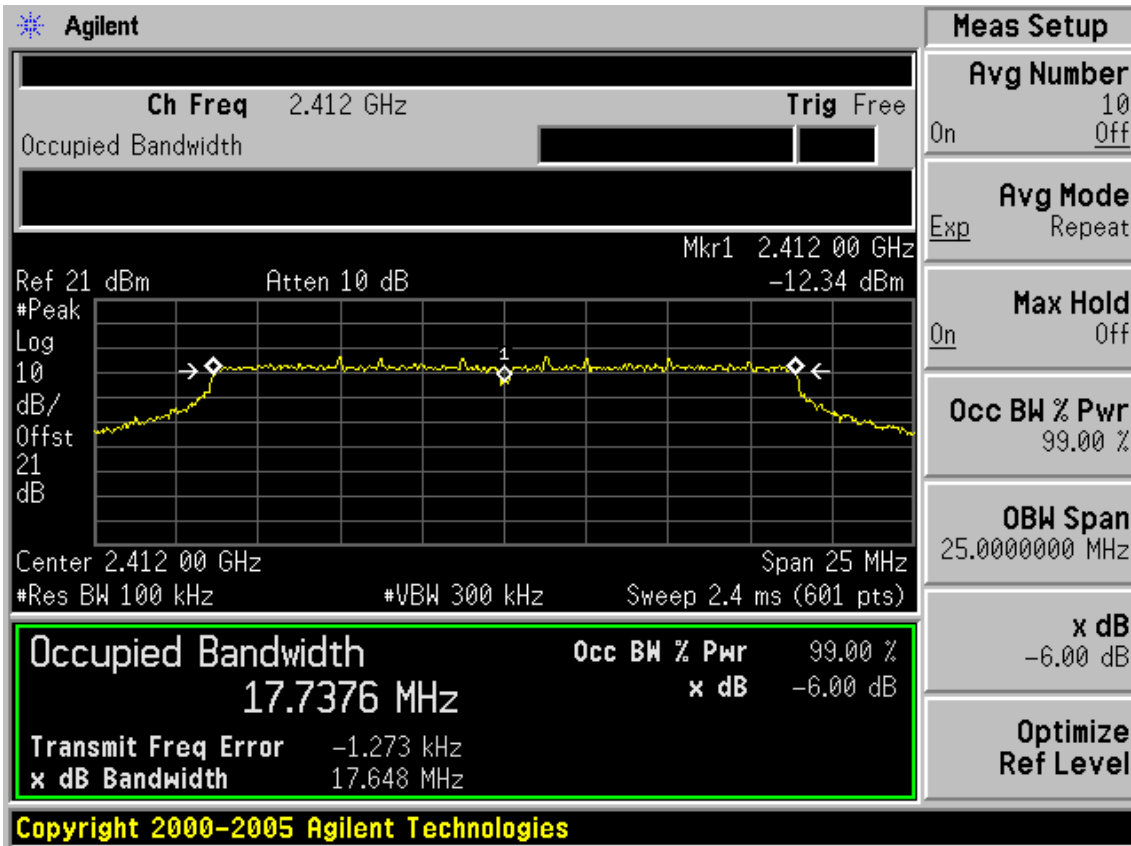 Agilent
Ch Freq 2.412 GHz Trig Free
Occupied Bandwidth
Mkr1 2.412 00 GHz
Ref 21 dBm Atten 10 dB -12.34 dBm
#Peak
Log
10
dB/
Offst
21
dB
1
Center 2.412 00 GHz Span 25 MHz
#Res BW 100 kHz #VBW 300 kHz Sweep 2.4 ms (601 pts)
Occupied Bandwidth Occ BW % Pwr 99.00 %
17.7376 MHz x dB -6.00 dB
Transmit Freq Error -1.273 kHz
x dB Bandwidth 17.648 MHz
Copyright 2000-2005 Agilent Technologies
Meas Setup
Avg Number
10
On Off
Avg Mode
Exp Repeat
Max Hold
On Off
Occ BW % Pwr
99.00 %
OBW Span
25.0000000 MHz
x dB
-6.00 dB
Optimize
Ref Level